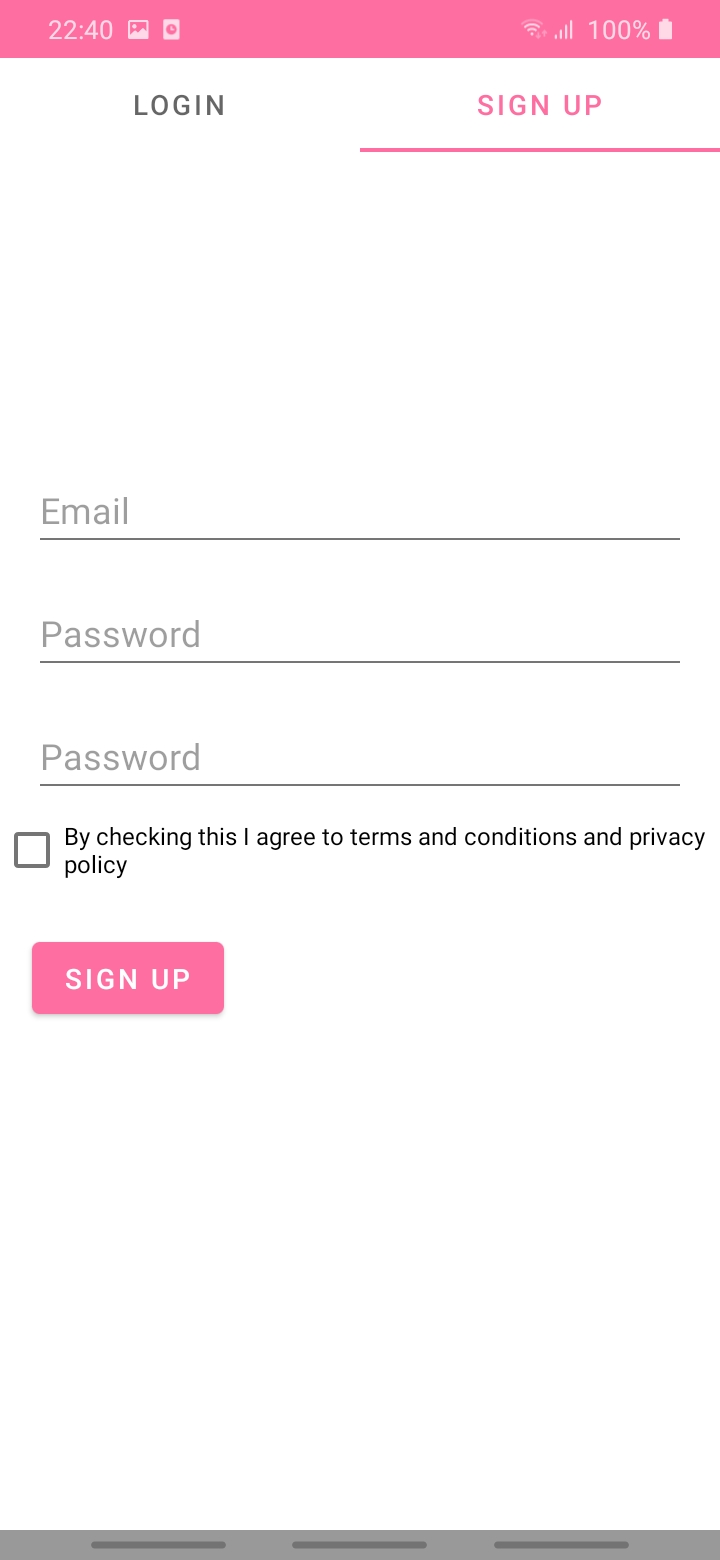 22:40 100%
LOGIN SIGN UP
Email
Password
Password
By checking this I agree to terms and conditions and privacy
policy
SIGN UP